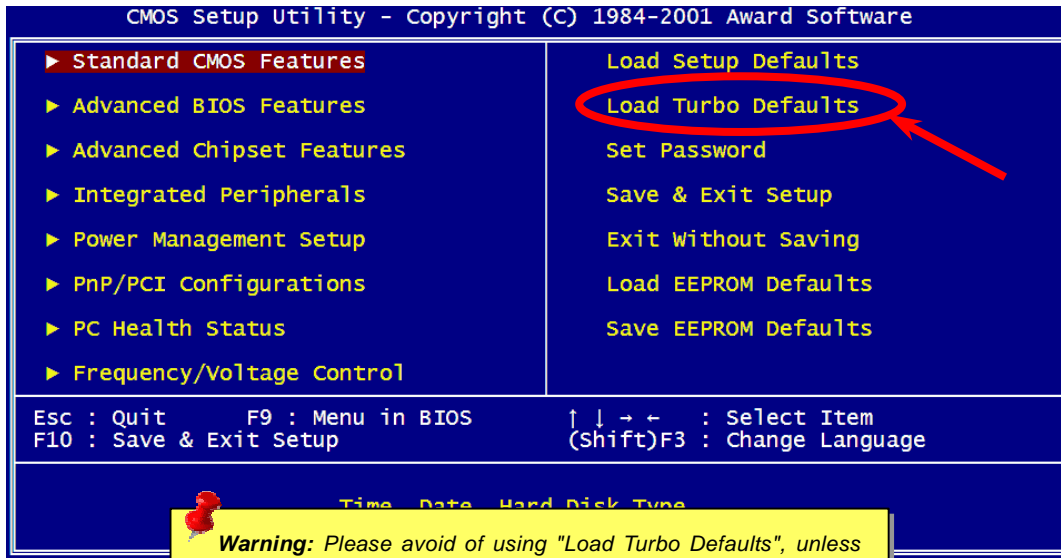 CMOS Setup Utility – Copyright (C) 1984-2001 Award Software
▶ Standard CMOS Features
▶ Advanced BIOS Features
▶ Advanced Chipset Features
▶ Integrated Peripherals
▶ Power Management Setup
▶ PnP/PCI Configurations
▶ PC Health Status
▶ Frequency/Voltage Control
Load Setup Defaults
Load Turbo Defaults
Set Password
Save & Exit Setup
Exit Without Saving
Load EEPROM Defaults
Save EEPROM Defaults
Esc : Quit F9 : Menu in BIOS ↑ ↓ → ← : Select Item
F10 : Save & Exit Setup (Shift)F3 : Change Language
Time, Date, Hard Disk Type
Warning: Please avoid of using "Load Turbo Defaults", unless